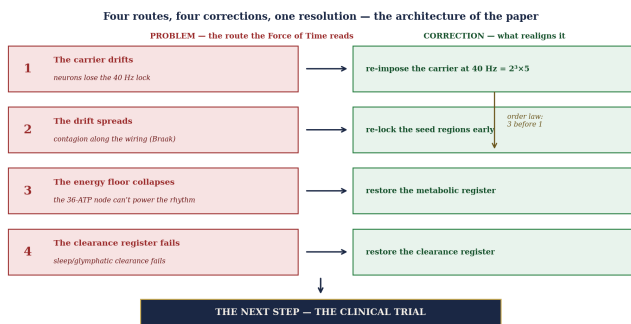 Four routes, four corrections, one resolution — the architecture of the paper
PROBLEM — the route the Force of Time reads
CORRECTION — what realigns it
1
The carrier drifts
neurons lose the 40 Hz lock
re-impose the carrier at 40 Hz = 2³×5
order law:
3 before 1
2
The drift spreads
contagion along the wiring (Braak)
re-lock the seed regions early
3
The energy floor collapses
the 36-ATP node can't power the rhythm
restore the metabolic register
4
The clearance register fails
sleep/glymphatic clearance fails
restore the clearance register
THE NEXT STEP — THE CLINICAL TRIAL